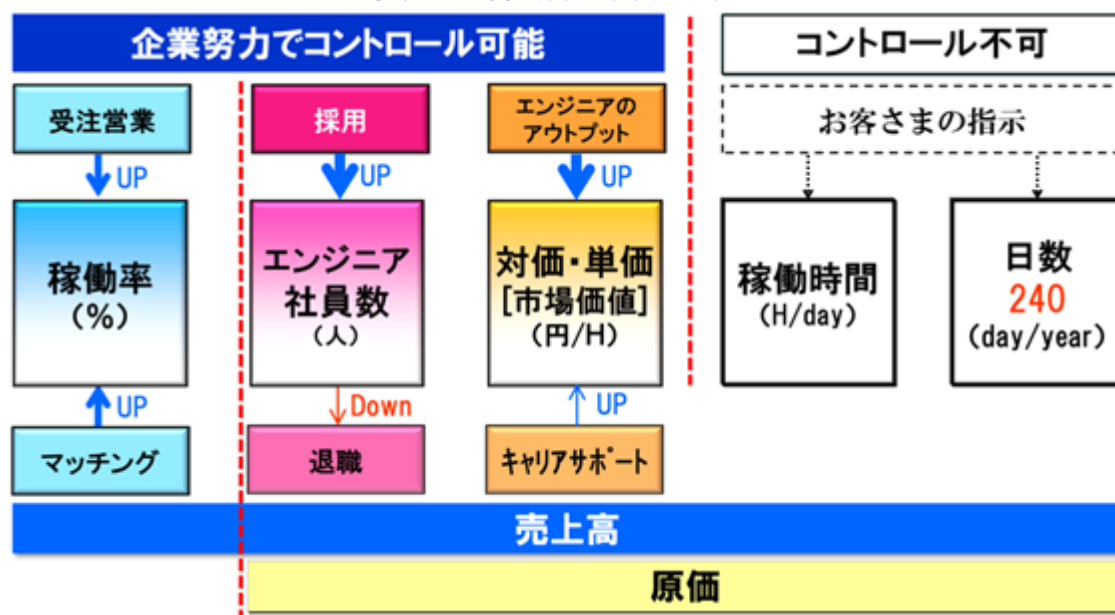 企業努力でコントロール可能
コントロール不可
受注営業
採用
エンジニアの
アウトプット
お客さまの指示
UP
UP
UP
稼働率
(%)
エンジニア
社員数
(人)
対価・単価
[市場価値]
(円/H)
稼働時間
(H/day)
日数
240
(day/year)
UP
Down
UP
マッチング
退職
キャリアサポート
売上高
原価